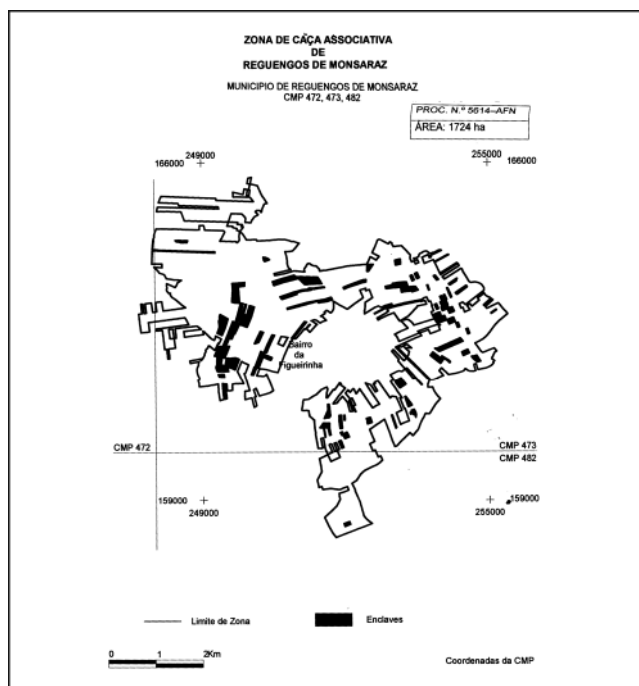 ZONA DE CAÇA ASSOCIATIVA
DE
REGUENGOS DE MONSARAZ
MUNICIPIO DE REGUENGOS DE MONSARAZ
CMP 472, 473, 482
PROC. N.º 5614–AFN
ÁREA: 1724 ha
249000
166000
255000
166000
Bairro
da
Figueirinha
CMP 472
CMP 473
CMP 482
159000
249000
159000
255000
Limite de Zona
Enclaves
0 1 2Km
Coordenadas da CMP